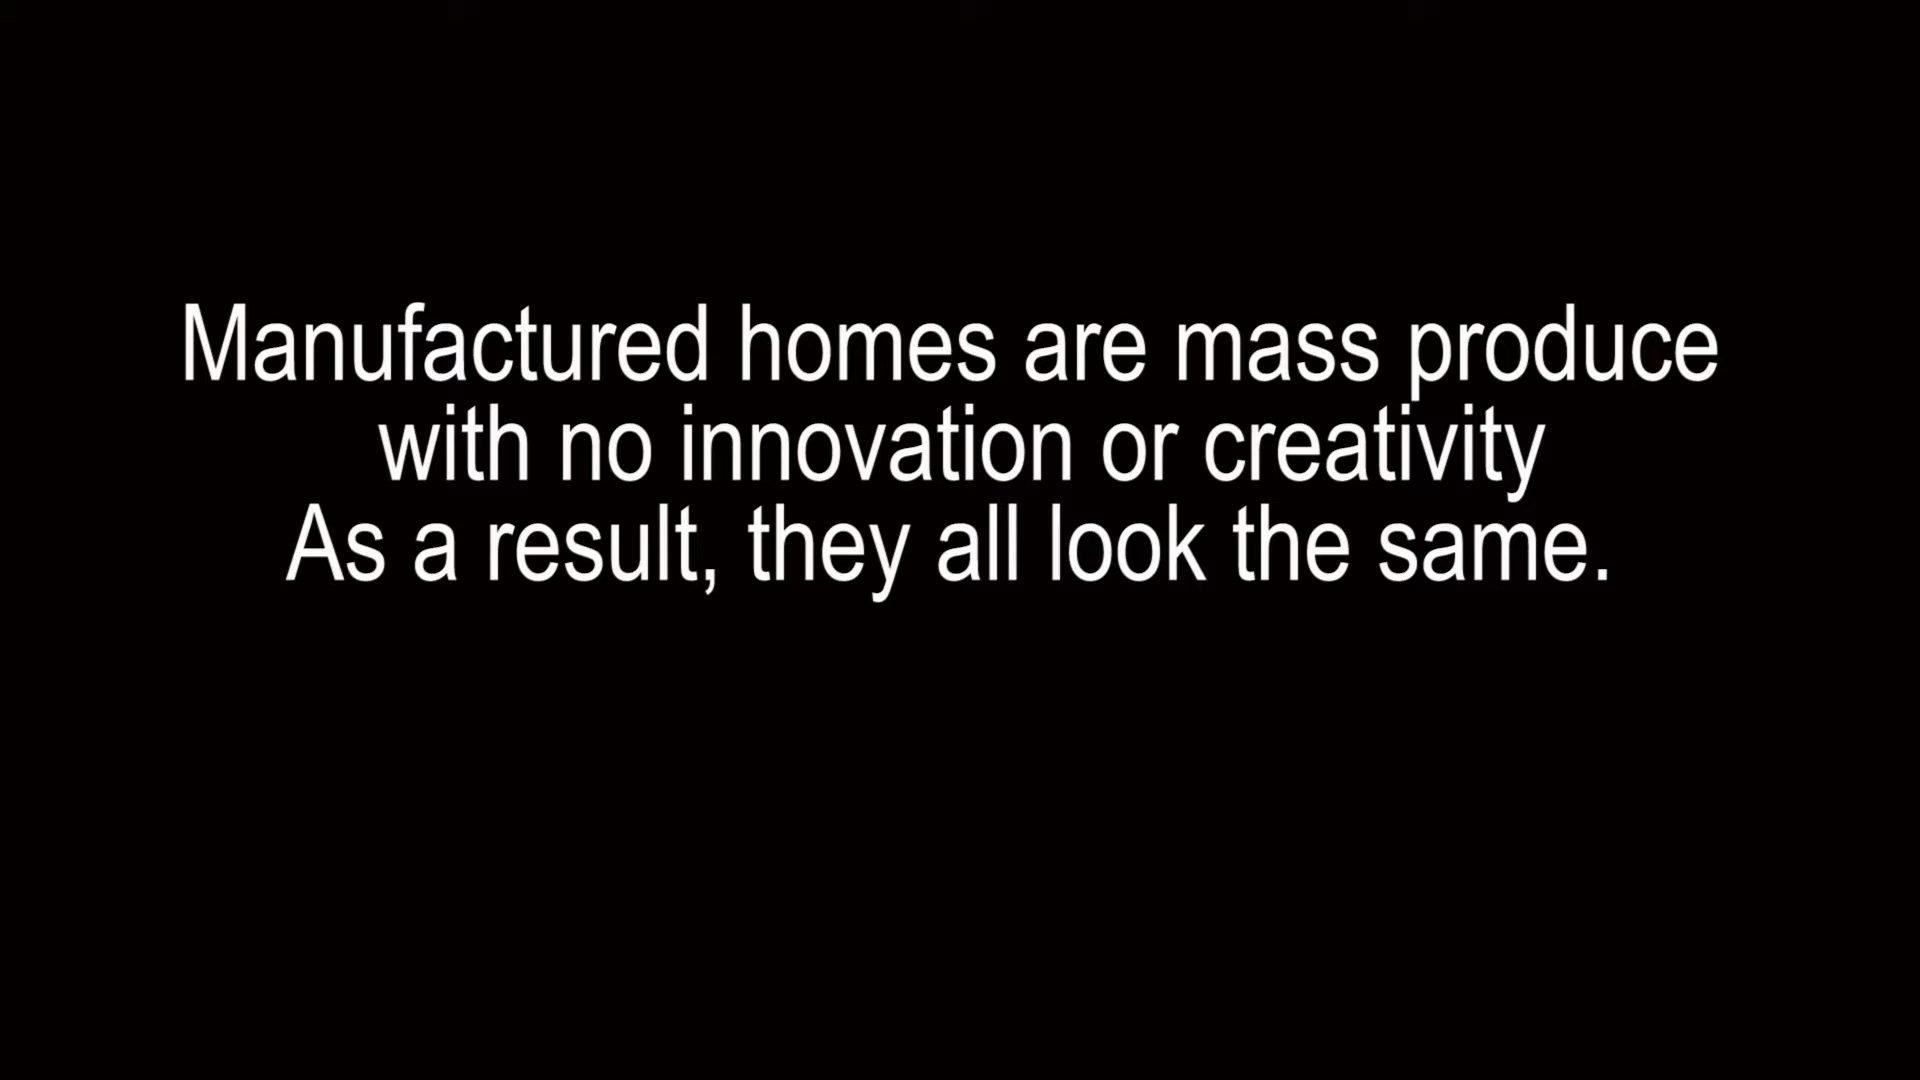 Manufactured homes are mass produce
with no innovation or creativity
As a result, they all look the same.